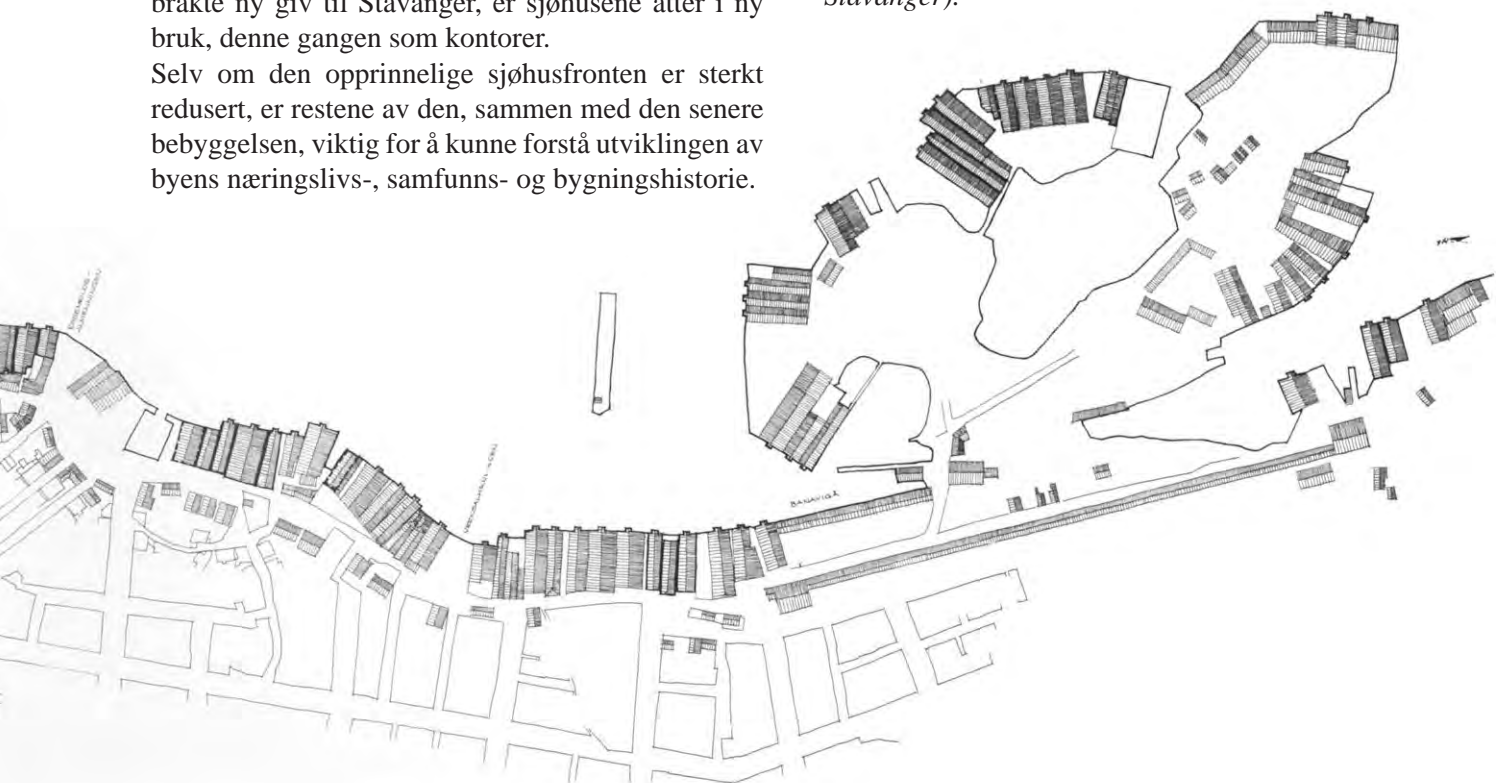 brakte ny giv til Stavanger, er sjøhusene atter i ny
bruk, denne gangen som kontorer.
Selv om den opprinnelige sjøhusfronten er sterkt
redusert, er restene av den, sammen med den senere
bebyggelsen, viktig for å kunne forstå utviklingen av
byens næringslivs-, samfunns- og bygningshistorie.
Stavanger).
BANAVIGÅ